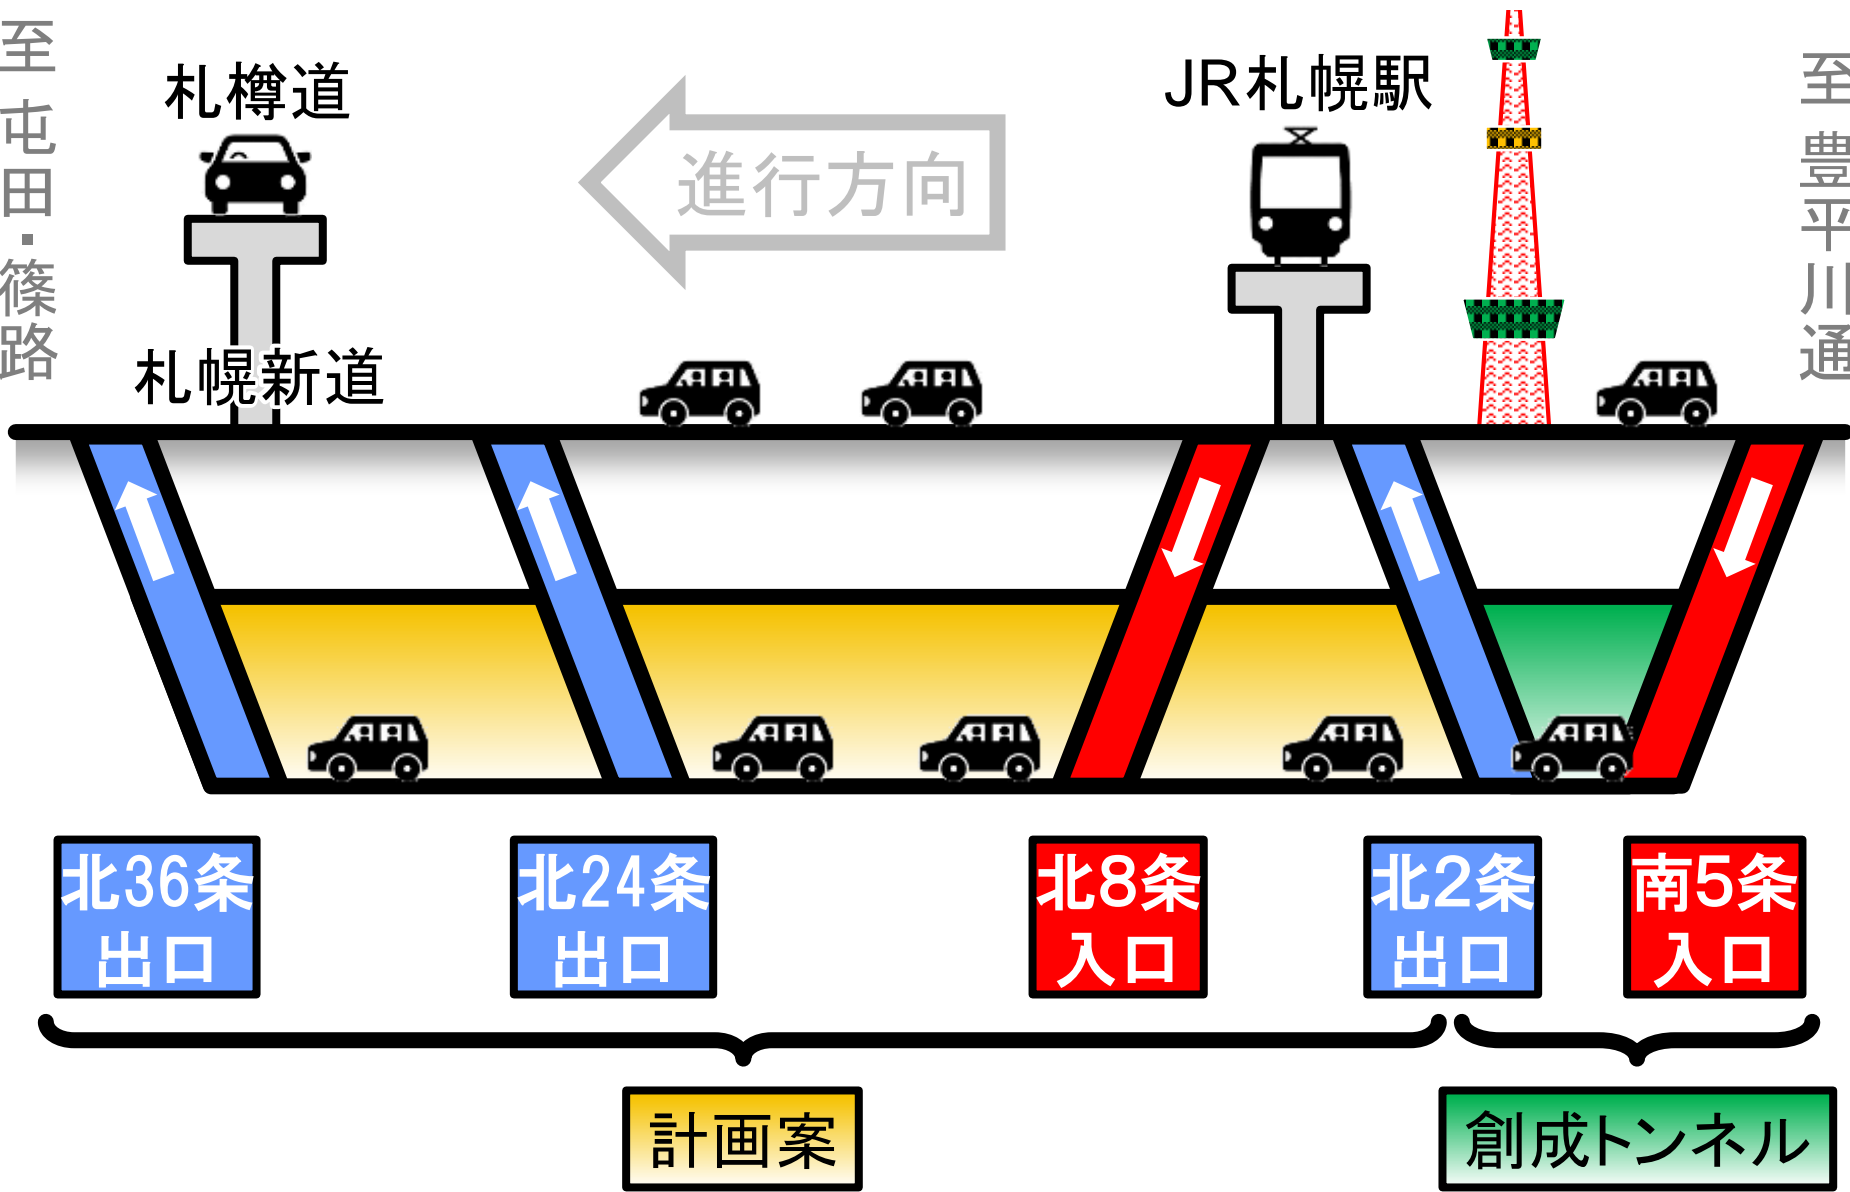 至 屯田・篠路
札樽道
札幌新道
進行方向
JR札幌駅
至 豊平川通
北36条
出口
北24条
出口
北8条
入口
北2条
出口
南5条
入口
計画案
創成トンネル